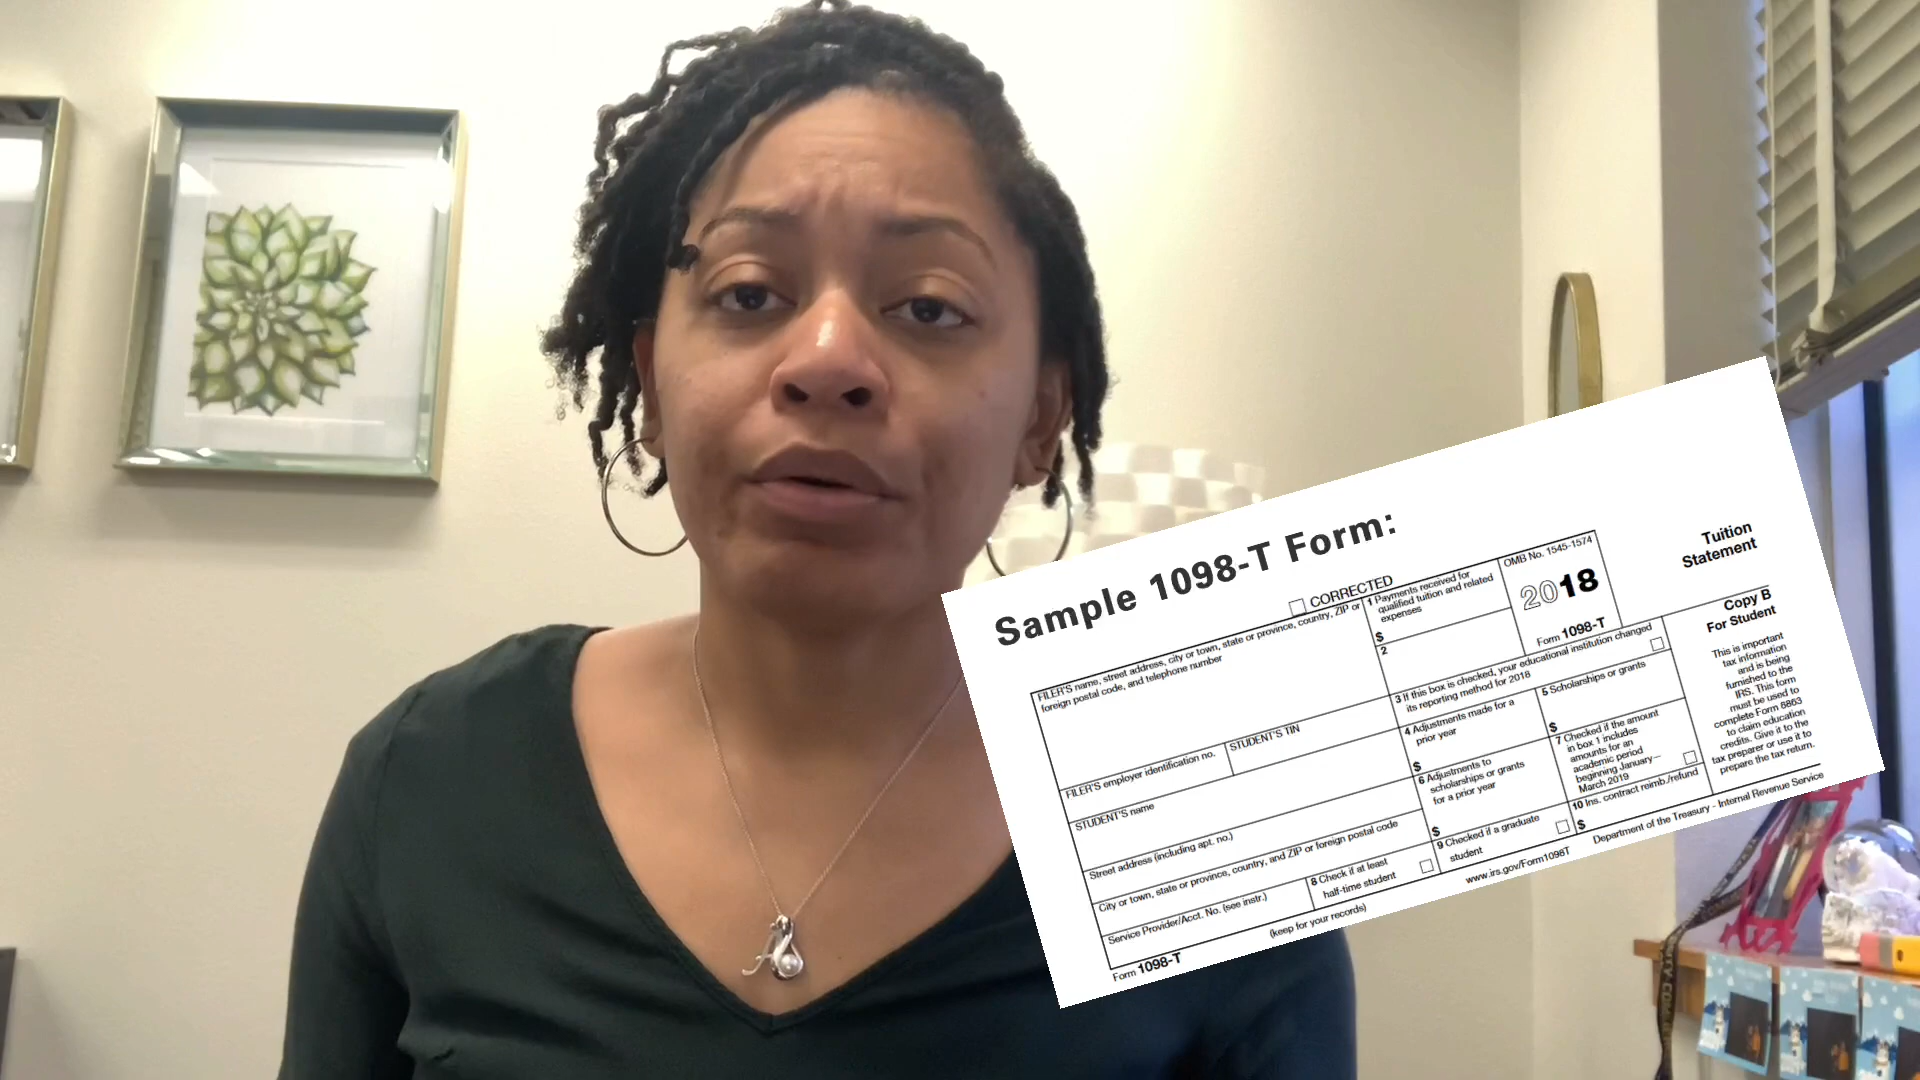 Sample 1098-T Form:
CORRECTED
FILER'S name, street address, city or town, state or province, country, ZIP or
foreign postal code, and telephone number
1 Payments received for
qualified tuition and related
expenses
$
2
OMB No. 1545-1574
2018
Form 1098-T
Tuition
Statement
FILER'S employer identification no.
STUDENT'S TIN
3 If this box is checked, your educational institution changed
its reporting method for 2018
Copy B
For Student
STUDENT'S name
4 Adjustments made for a
prior year
$
5 Scholarships or grants
$
This is important
tax information
and is being
furnished to the
IRS. This form
must be used to
complete Form 8863
to claim education
credits. Give it to the
tax preparer or use it to
prepare the tax return.
Street address (including apt. no.)
6 Adjustments to
scholarships or grants
for a prior year
$
7 Checked if the amount
in box 1 includes
amounts for an
academic period
beginning January—
March 2019
City or town, state or province, country, and ZIP or foreign postal code
Service Provider/Acct. No. (see instr.)
8 Check if at least
half-time student
9 Checked if a graduate
student
10 Ins. contract reimb./refund
$
Form 1098-T
(keep for your records)
www.irs.gov/Form1098T
Department of the Treasury - Internal Revenue Service